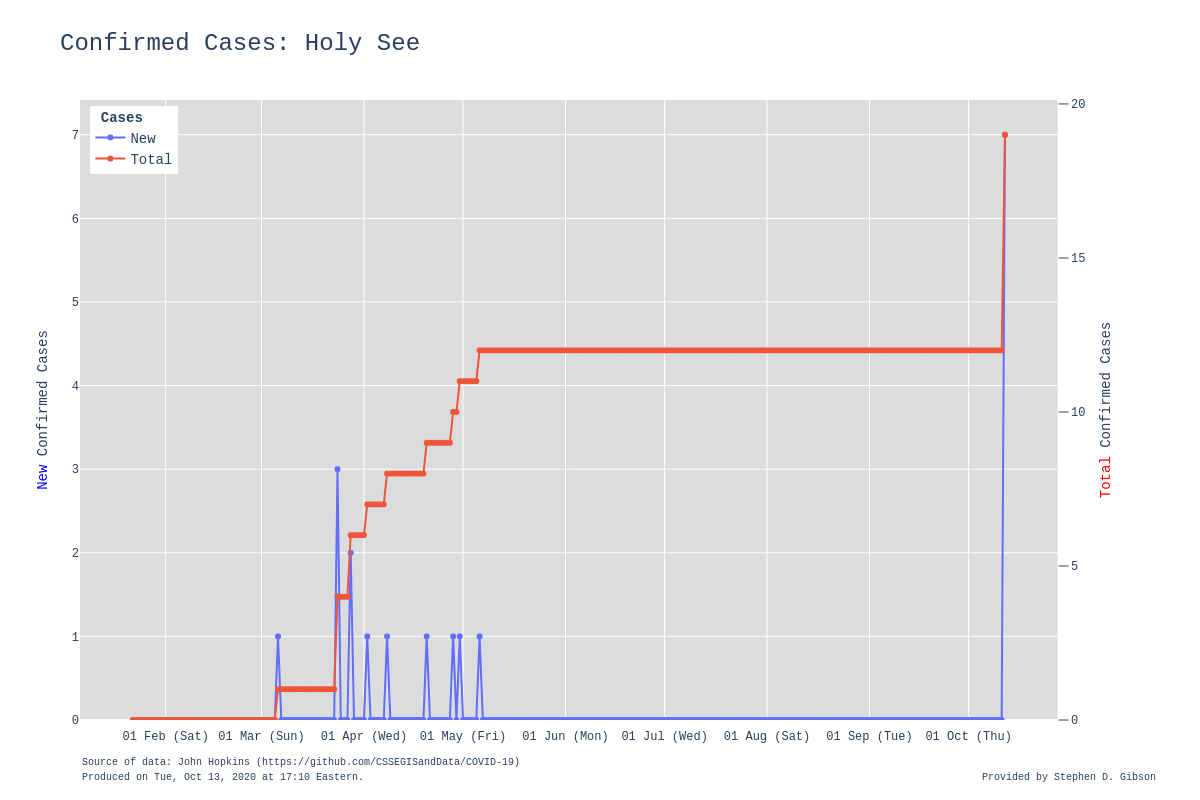 Confirmed Cases: Holy See
Cases
New
Total
7
6
5
4
3
2
1
0
New Confirmed Cases
20
15
10
5
0
Total Confirmed Cases
01 Feb (Sat) 01 Mar (Sun) 01 Apr (Wed) 01 May (Fri) 01 Jun (Mon) 01 Jul (Wed) 01 Aug (Sat) 01 Sep (Tue) 01 Oct (Thu)
Source of data: John Hopkins (https://github.com/CSSEGISandData/COVID-19)
Produced on Tue, Oct 13, 2020 at 17:10 Eastern.
Provided by Stephen D. Gibson